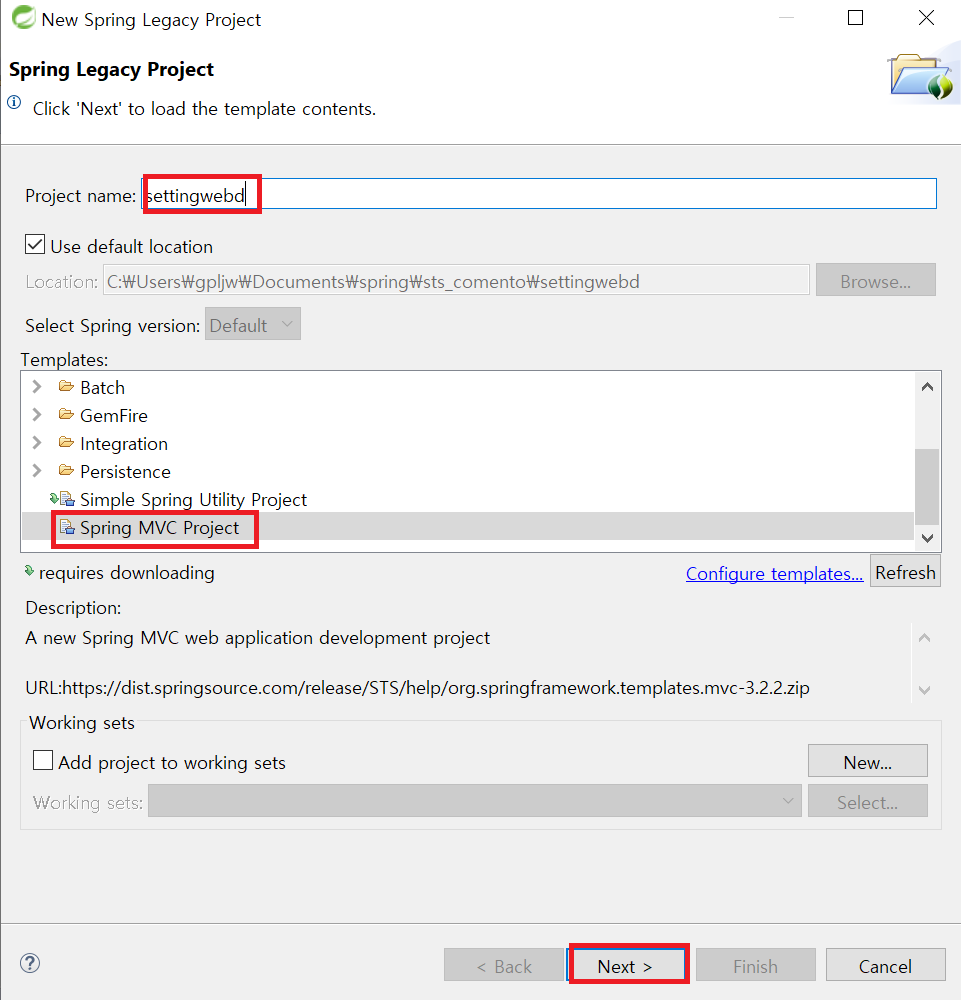 New Spring Legacy Project
Spring Legacy Project
Click 'Next' to load the template contents.
Project name: settingwebd
Use default location
Location: C:₩Users₩gpljw₩Documents₩spring₩sts_comento₩settingwebd Browse...
Select Spring version: Default
Templates:
Batch
GemFire
Integration
Persistence
Simple Spring Utility Project
Spring MVC Project
requires downloading Configure templates... Refresh
Description:
A new Spring MVC web application development project
URL:https://dist.springsource.com/release/STS/help/org.springframework.templates.mvc-3.2.2.zip
Working sets
Add project to working sets New...
Working sets: Select...
? < Back Next > Finish Cancel